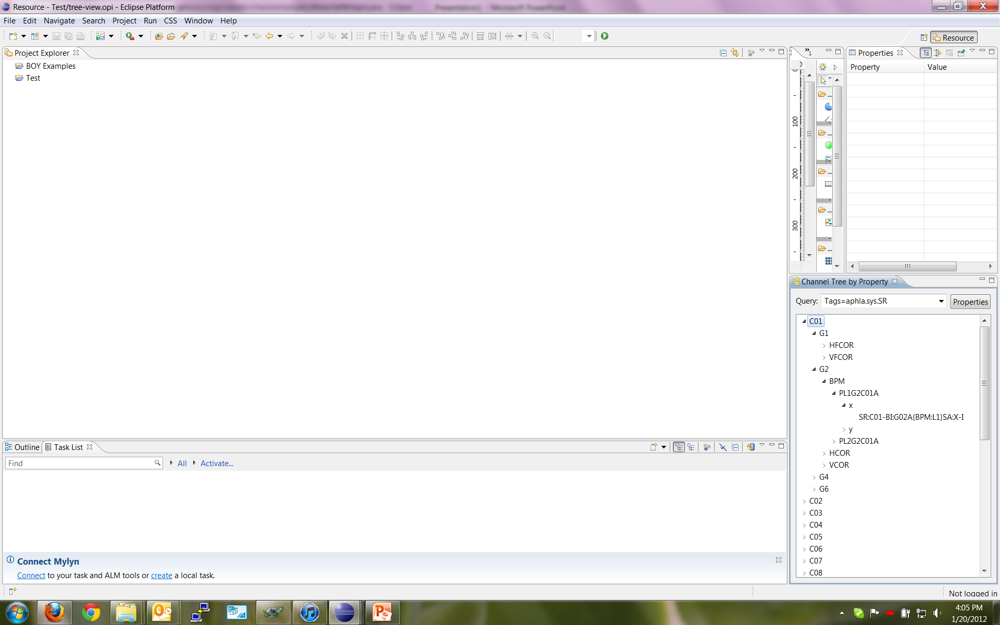 Resource - Test/tree-view.opi - Eclipse Platform
File Edit Navigate Search Project Run CSS Window Help
Resource
Project Explorer
BOY Examples
Test
1
0
100
200
300
...
...
...
...
...
Properties
Property Value
Channel Tree by Property
Query: Tags=aphla.sys.SR Properties
C01
G1
HFCOR
VFCOR
G2
BPM
PL1G2C01A
x
SR:C01-BI:G02A{BPM:L1}SA:X-I
y
PL2G2C01A
HCOR
VCOR
G4
G6
C02
C03
C04
C05
C06
C07
C08
Outline Task List
Find All Activate...
Connect Mylyn
Connect to your task and ALM tools or create a local task.
Not logged in
4:05 PM
1/20/2012